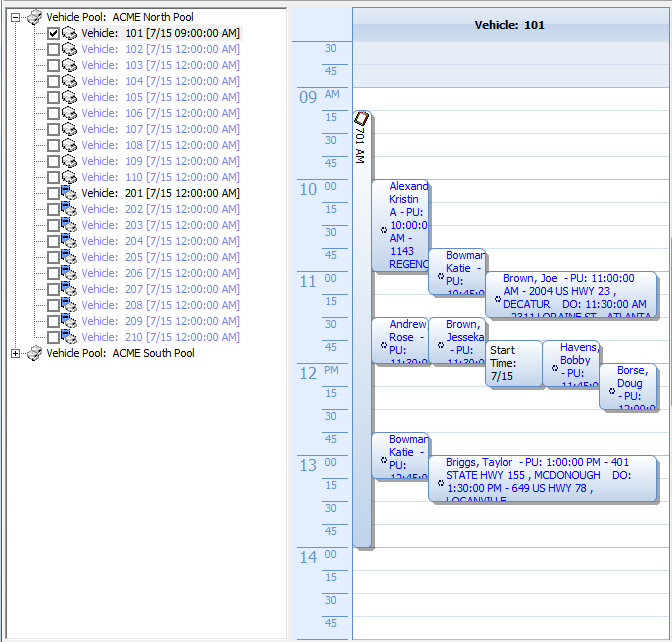 Vehicle Pool: ACME North Pool
Vehicle: 101 [7/15 09:00:00 AM]
Vehicle: 102 [7/15 12:00:00 AM]
Vehicle: 103 [7/15 12:00:00 AM]
Vehicle: 104 [7/15 12:00:00 AM]
Vehicle: 105 [7/15 12:00:00 AM]
Vehicle: 106 [7/15 12:00:00 AM]
Vehicle: 107 [7/15 12:00:00 AM]
Vehicle: 108 [7/15 12:00:00 AM]
Vehicle: 109 [7/15 12:00:00 AM]
Vehicle: 110 [7/15 12:00:00 AM]
Vehicle: 201 [7/15 12:00:00 AM]
Vehicle: 202 [7/15 12:00:00 AM]
Vehicle: 203 [7/15 12:00:00 AM]
Vehicle: 204 [7/15 12:00:00 AM]
Vehicle: 205 [7/15 12:00:00 AM]
Vehicle: 206 [7/15 12:00:00 AM]
Vehicle: 207 [7/15 12:00:00 AM]
Vehicle: 208 [7/15 12:00:00 AM]
Vehicle: 209 [7/15 12:00:00 AM]
Vehicle: 210 [7/15 12:00:00 AM]
Vehicle Pool: ACME South Pool
Vehicle: 101
30
45
09 AM
15
30
45
10 00
15
30
45
11 00
15
30
45
12 PM
15
30
45
13 00
15
30
45
14 00
15
30
45
701 AM
Alexand
Kristin
A - PU:
10:00:0
AM -
1143
REGENC
Bowma
Katie -
PU:
10:45:0
Brown, Joe - PU: 11:00:00
AM - 2004 US HWY 23 ,
DECATUR DO: 11:30:00 AM
- 2311 LORAINE ST , ATLANTA
Andrew
Rose -
PU:
11:30:0
Brown,
Jesseka
- PU:
11:30:0
Start
Time:
7/15
Havens,
Bobby
- PU:
11:45:0
Borse,
Doug
- PU:
12:00:0
Bowma
Katie -
PU:
12:45:0
Briggs, Taylor - PU: 1:00:00 PM - 401
STATE HWY 155 , MCDONOUGH DO:
1:30:00 PM - 649 US HWY 78 ,
LOGANVILLE